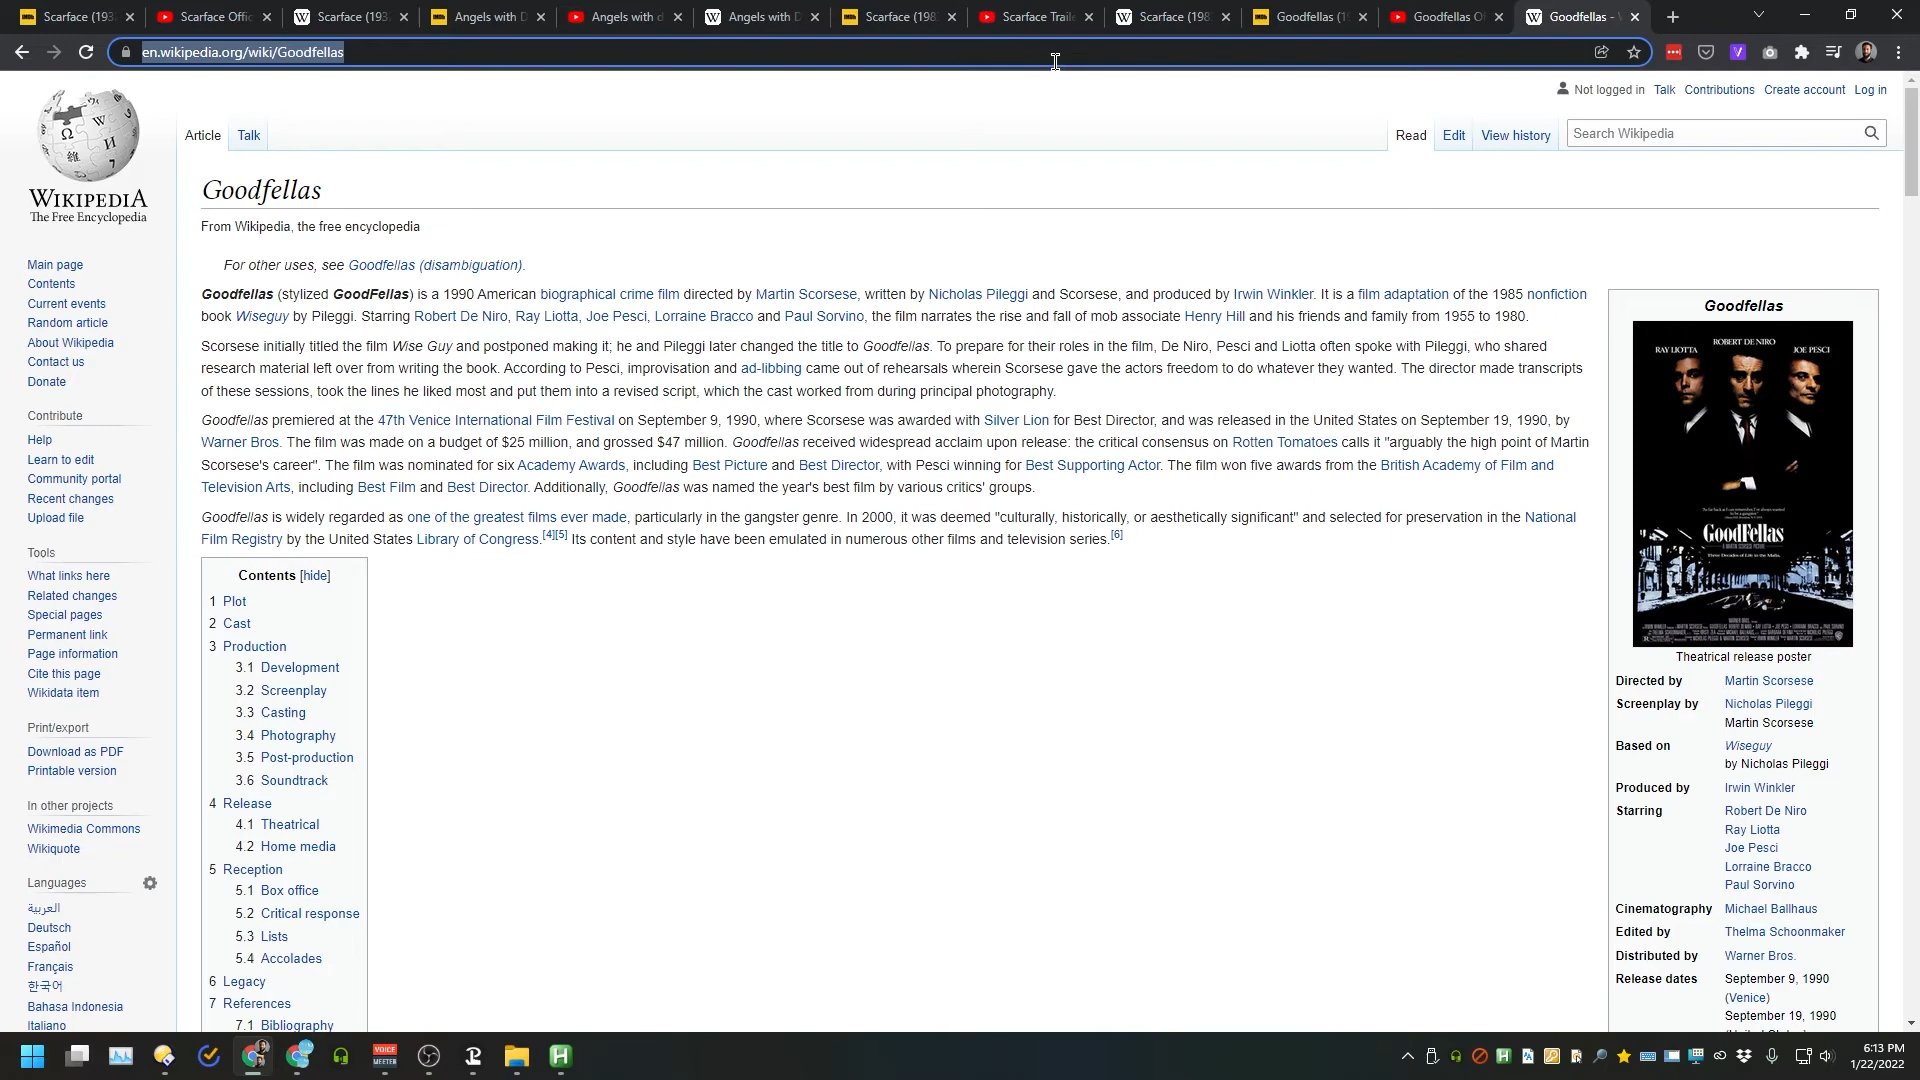 Scarface (193
Scarface Offic
Scarface (193
Angels with D
Angels with d
Angels with D
Scarface (198
Scarface Traile
Scarface (198
Goodfellas (1
Goodfellas O
Goodfellas - 
en.wikipedia.org/wiki/Goodfellas
Not logged in Talk Contributions Create account Log in
Article Talk Read Edit View history Search Wikipedia
WIKIPEDIA
The Free Encyclopedia
Main page
Contents
Current events
Random article
About Wikipedia
Contact us
Donate
Contribute
Help
Learn to edit
Community portal
Recent changes
Upload file
Tools
What links here
Related changes
Special pages
Permanent link
Page information
Cite this page
Wikidata item
Print/export
Download as PDF
Printable version
In other projects
Wikimedia Commons
Wikiquote
Languages
العربية
Deutsch
Español
Français
한국어
Bahasa Indonesia
Italiano
Goodfellas
From Wikipedia, the free encyclopedia
For other uses, see Goodfellas (disambiguation).
Goodfellas (stylized GoodFellas) is a 1990 American biographical crime film directed by Martin Scorsese, written by Nicholas Pileggi and Scorsese, and produced by Irwin Winkler. It is a film adaptation of the 1985 nonfiction
book Wiseguy by Pileggi. Starring Robert De Niro, Ray Liotta, Joe Pesci, Lorraine Bracco and Paul Sorvino, the film narrates the rise and fall of mob associate Henry Hill and his friends and family from 1955 to 1980.
Scorsese initially titled the film Wise Guy and postponed making it; he and Pileggi later changed the title to Goodfellas. To prepare for their roles in the film, De Niro, Pesci and Liotta often spoke with Pileggi, who shared
research material left over from writing the book. According to Pesci, improvisation and ad-libbing came out of rehearsals wherein Scorsese gave the actors freedom to do whatever they wanted. The director made transcripts
of these sessions, took the lines he liked most and put them into a revised script, which the cast worked from during principal photography.
Goodfellas premiered at the 47th Venice International Film Festival on September 9, 1990, where Scorsese was awarded with Silver Lion for Best Director, and was released in the United States on September 19, 1990, by
Warner Bros. The film was made on a budget of $25 million, and grossed $47 million. Goodfellas received widespread acclaim upon release: the critical consensus on Rotten Tomatoes calls it "arguably the high point of Martin
Scorsese's career". The film was nominated for six Academy Awards, including Best Picture and Best Director, with Pesci winning for Best Supporting Actor. The film won five awards from the British Academy of Film and
Television Arts, including Best Film and Best Director. Additionally, Goodfellas was named the year's best film by various critics' groups.
Goodfellas is widely regarded as one of the greatest films ever made, particularly in the gangster genre. In 2000, it was deemed "culturally, historically, or aesthetically significant" and selected for preservation in the National
Film Registry by the United States Library of Congress.[4][5] Its content and style have been emulated in numerous other films and television series.[6]
Contents [hide]
1 Plot
2 Cast
3 Production
3.1 Development
3.2 Screenplay
3.3 Casting
3.4 Photography
3.5 Post-production
3.6 Soundtrack
4 Release
4.1 Theatrical
4.2 Home media
5 Reception
5.1 Box office
5.2 Critical response
5.3 Lists
5.4 Accolades
6 Legacy
7 References
7.1 Bibliography
Goodfellas
RAY LIOTTA ROBERT DE NIRO JOE PESCI
GOODFELLAS
Three Decades of Life in the Mafia.
Theatrical release poster
Directed by Martin Scorsese
Screenplay by Nicholas Pileggi
Martin Scorsese
Based on Wiseguy
by Nicholas Pileggi
Produced by Irwin Winkler
Starring Robert De Niro
Ray Liotta
Joe Pesci
Lorraine Bracco
Paul Sorvino
Cinematography Michael Ballhaus
Edited by Thelma Schoonmaker
Distributed by Warner Bros.
Release dates September 9, 1990
(Venice)
September 19, 1990
VOICE
MEETER
6:13 PM
1/22/2022